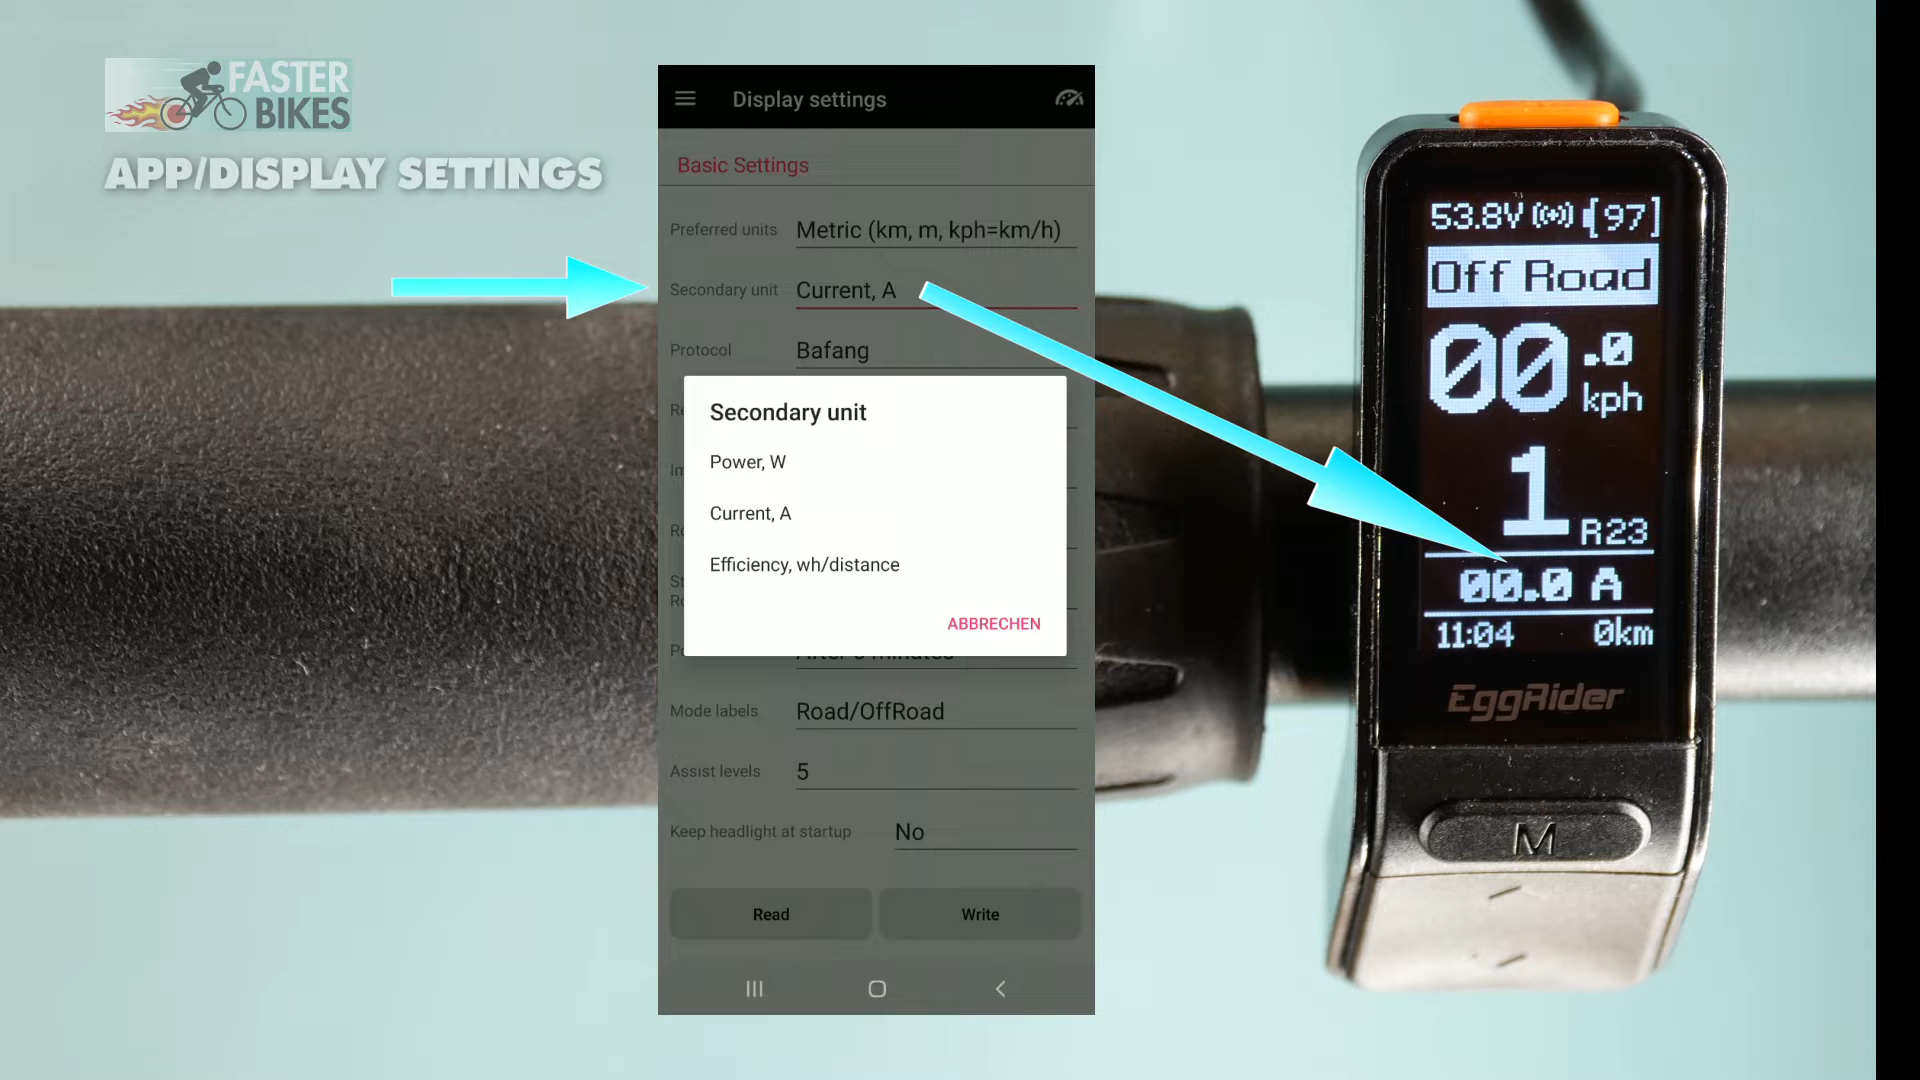 FASTER
BIKES
APP/DISPLAY SETTINGS
Display settings
Basic Settings
Preferred units Metric (km, m, kph=km/h)
Secondary unit Current, A
Protocol Bafang
Secondary unit
Power, W
Current, A
Efficiency, wh/distance
ABBRECHEN
Mode labels Road/OffRoad
Assist levels 5
Keep headlight at startup No
Read Write
53.8V 97
Off Road
00.0
kph
1 R23
00.0 A
11:04 0km
EggRider
M